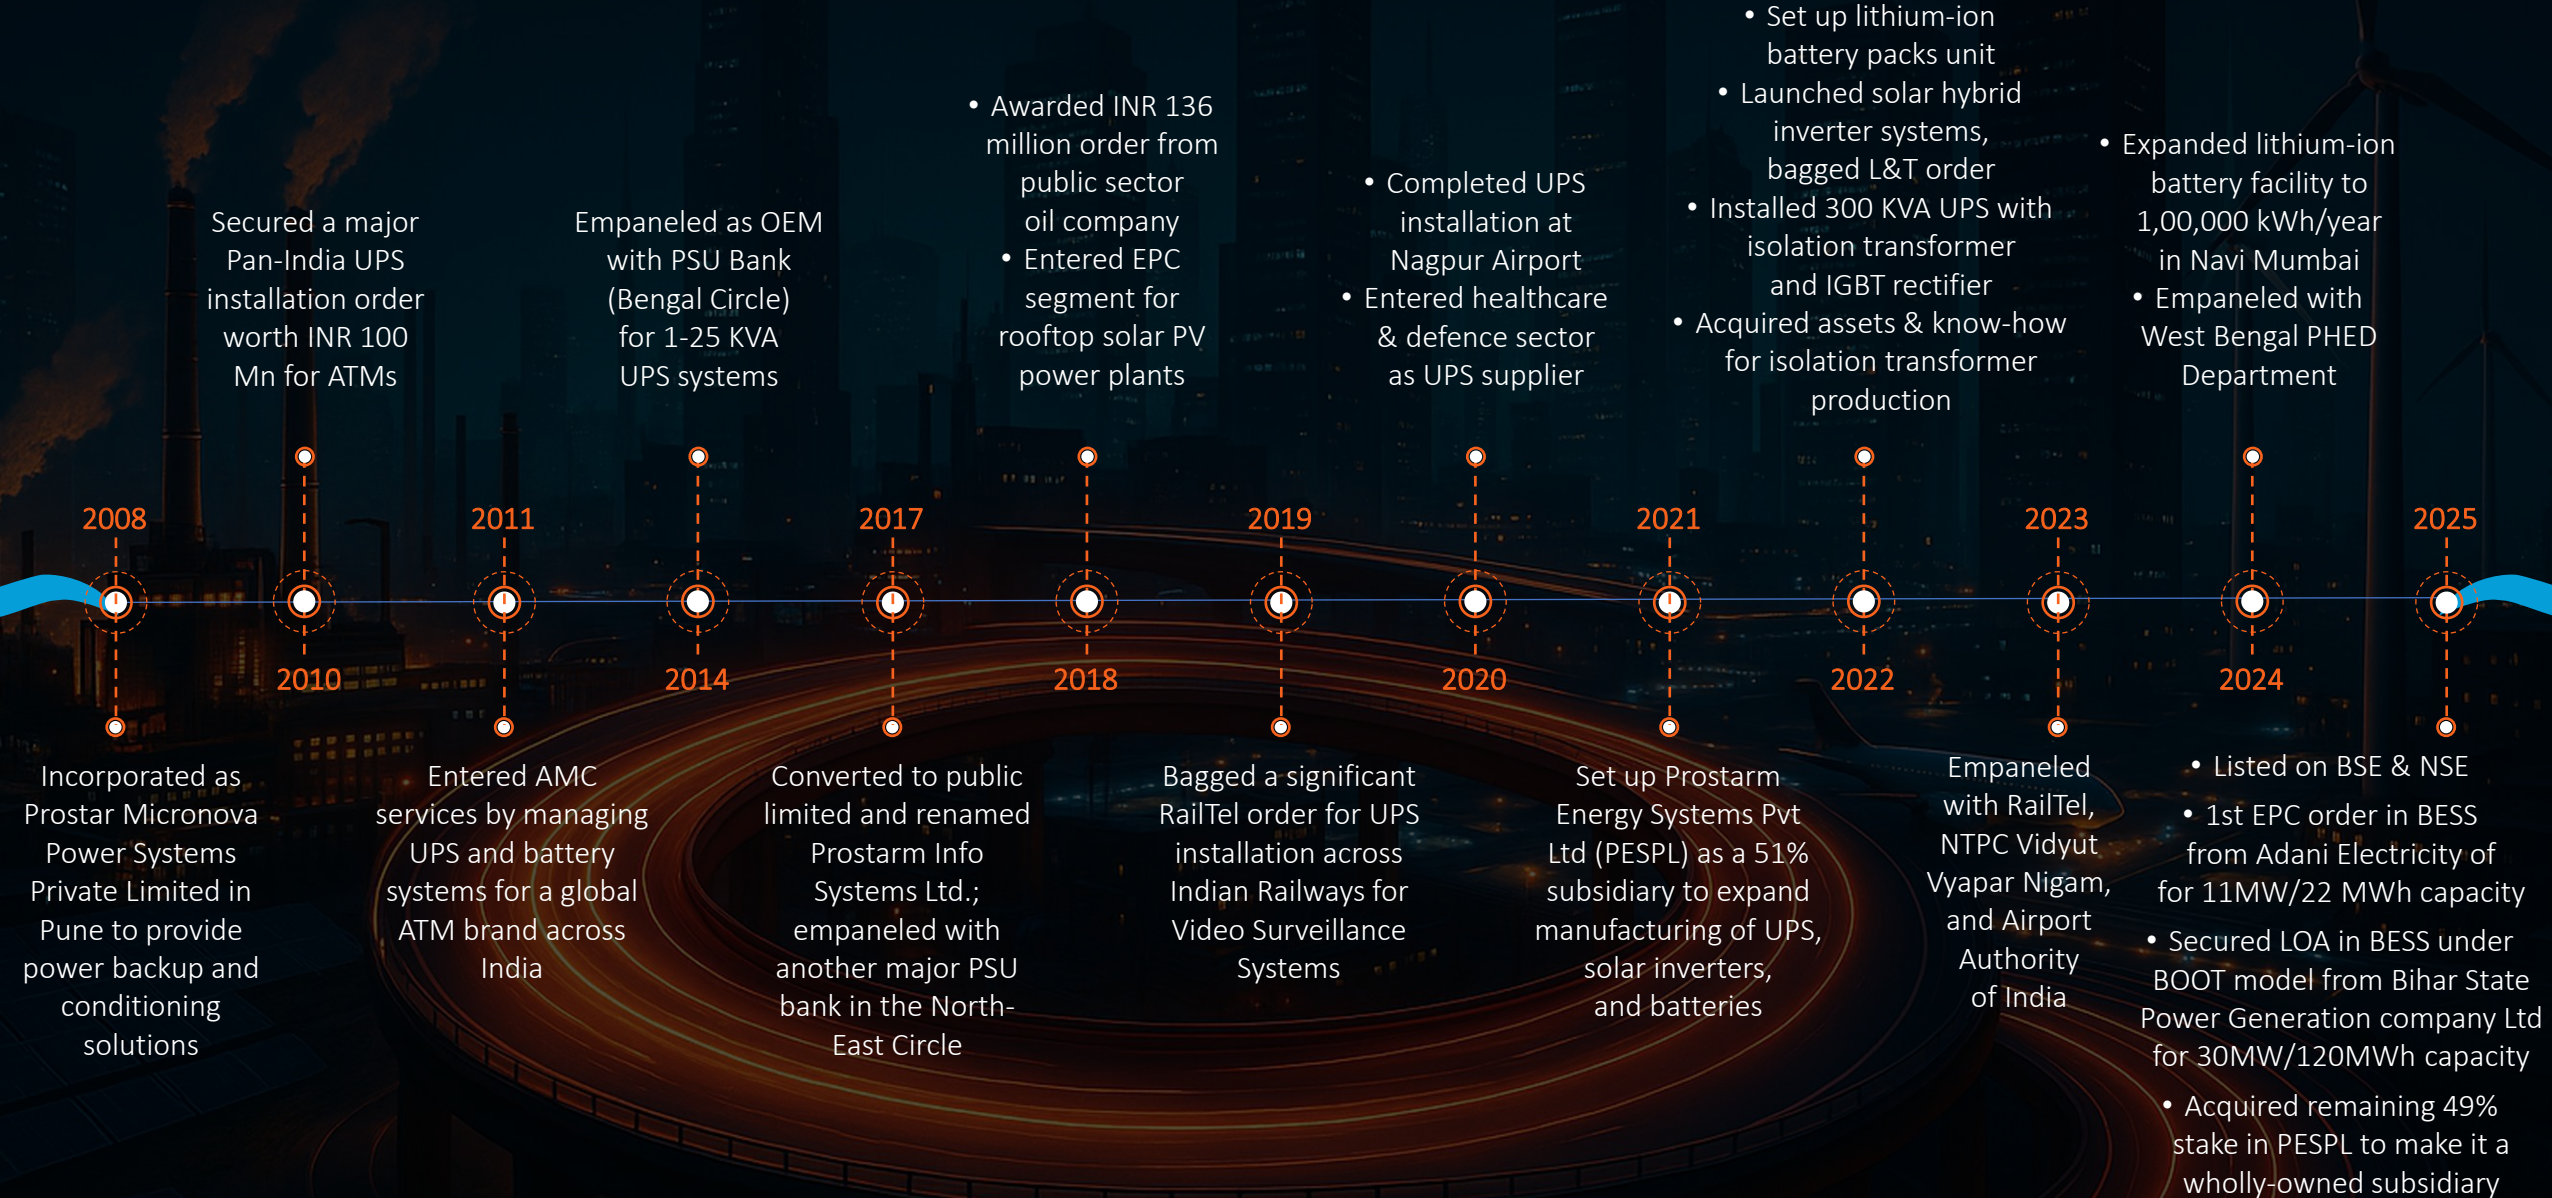 2008
Incorporated as
Prostar Micronova
Power Systems
Private Limited in
Pune to provide
power backup and
conditioning
solutions
Secured a major
Pan-India UPS
installation order
worth INR 100
Mn for ATMs
2010
2011
Entered AMC
services by managing
UPS and battery
systems for a global
ATM brand across
India
Empaneled as OEM
with PSU Bank
(Bengal Circle)
for 1-25 KVA
UPS systems
2014
2017
Converted to public
limited and renamed
Prostarm Info
Systems Ltd.;
empaneled with
another major PSU
bank in the North-
East Circle
• Awarded INR 136
million order from
public sector
oil company
• Entered EPC
segment for
rooftop solar PV
power plants
2018
2019
Bagged a significant
RailTel order for UPS
installation across
Indian Railways for
Video Surveillance
Systems
• Completed UPS
installation at
Nagpur Airport
• Entered healthcare
& defence sector
as UPS supplier
2020
2021
Set up Prostarm
Energy Systems Pvt
Ltd (PESPL) as a 51%
subsidiary to expand
manufacturing of UPS,
solar inverters,
and batteries
• Set up lithium-ion
battery packs unit
• Launched solar hybrid
inverter systems,
bagged L&T order
• Installed 300 KVA UPS with
isolation transformer
and IGBT rectifier
• Acquired assets & know-how
for isolation transformer
production
2022
2023
Empaneled
with RailTel,
NTPC Vidyut
Vyapar Nigam,
and Airport
Authority
of India
• Expanded lithium-ion
battery facility to
1,00,000 kWh/year
in Navi Mumbai
• Empaneled with
West Bengal PHED
Department
2024
2025
• Listed on BSE & NSE
• 1st EPC order in BESS
from Adani Electricity of
for 11MW/22 MWh capacity
• Secured LOA in BESS under
BOOT model from Bihar State
Power Generation company Ltd
for 30MW/120MWh capacity
• Acquired remaining 49%
stake in PESPL to make it a
wholly-owned subsidiary